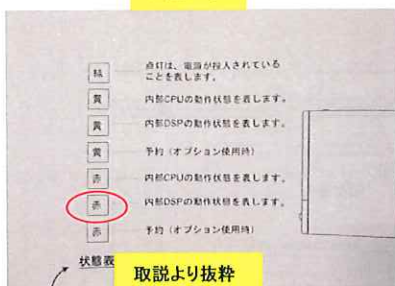 緑 点灯は、電源が投入されている
ことを表します。
黄 内部CPUの動作状態を表します。
黄 内部DSPの動作状態を表します。
黄 予約（オプション使用時）
赤 内部CPUの動作状態を表します。
赤 内部DSPの動作状態を表します。
赤 予約（オプション使用時）
状態表
取説より抜粋